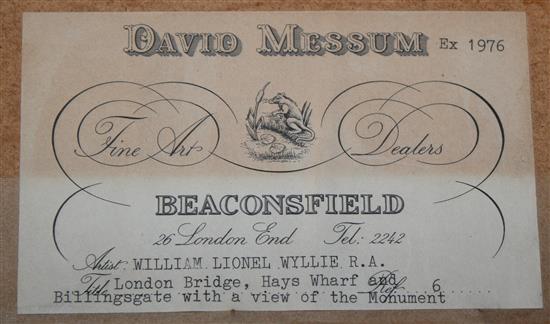 DAVID MESSUM Ex 1976
Fine Art Dealers
BEACONSFIELD
26 London End Tel: 2242
Artist: WILLIAM LIONEL WYLLIE R.A.
Title London Bridge, Hays Wharf and Ref. 6
Billingsgate with a view of the Monument